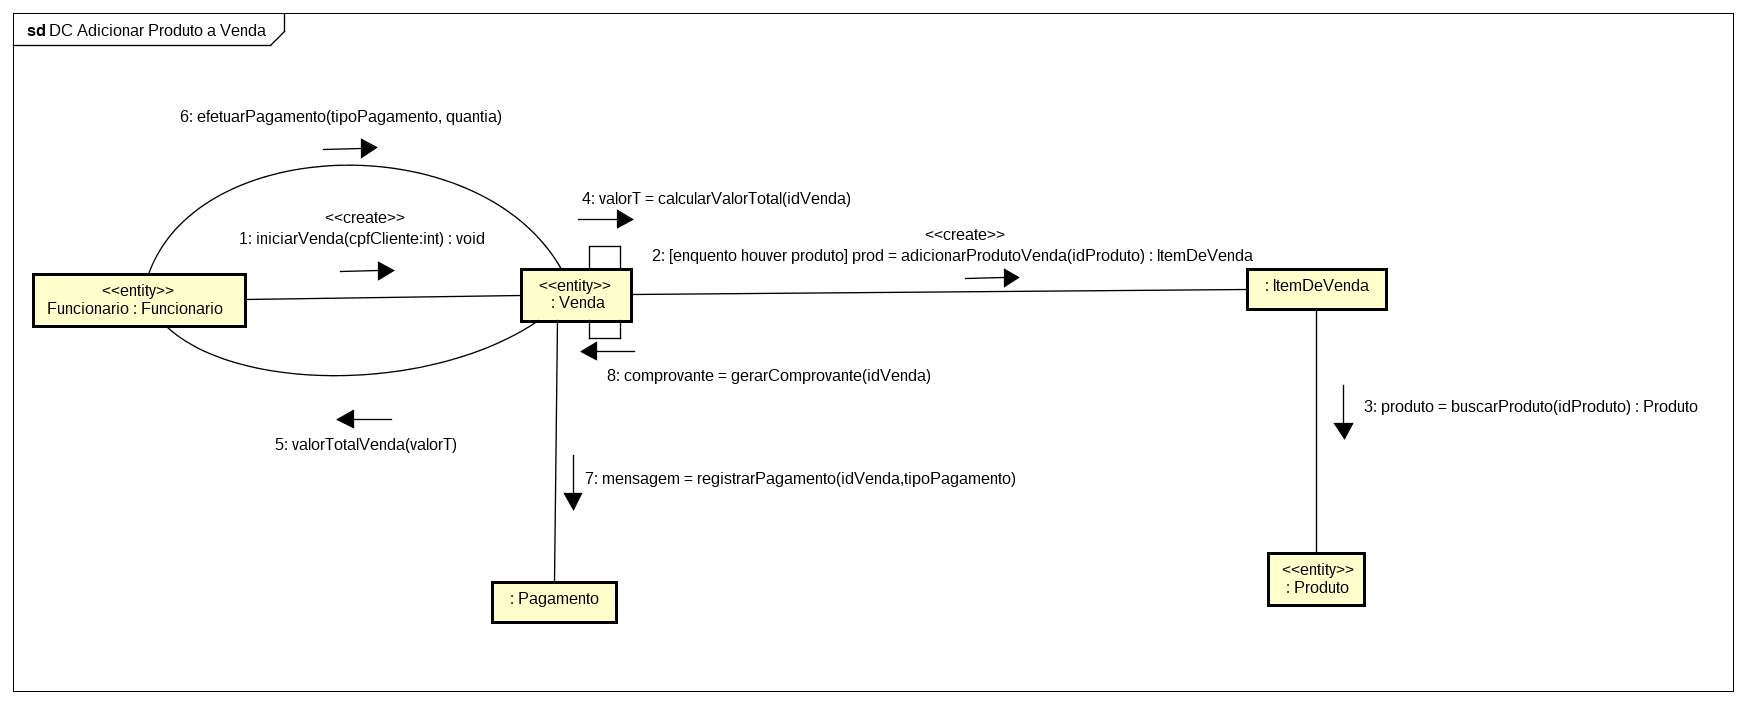 sd DC Adicionar Produto a Venda
6: efetuarPagamento(tipoPagamento, quantia)
4: valorT = calcularValorTotal(idVenda)
<<create>>
1: iniciarVenda(cpfCliente:int) : void
<<create>>
2: [enquento houver produto] prod = adicionarProdutoVenda(idProduto) : ItemDeVenda
<<entity>>
Funcionario : Funcionario
<<entity>>
: Venda
: ItemDeVenda
8: comprovante = gerarComprovante(idVenda)
3: produto = buscarProduto(idProduto) : Produto
5: valorTotalVenda(valorT)
7: mensagem = registrarPagamento(idVenda,tipoPagamento)
<<entity>>
: Produto
: Pagamento